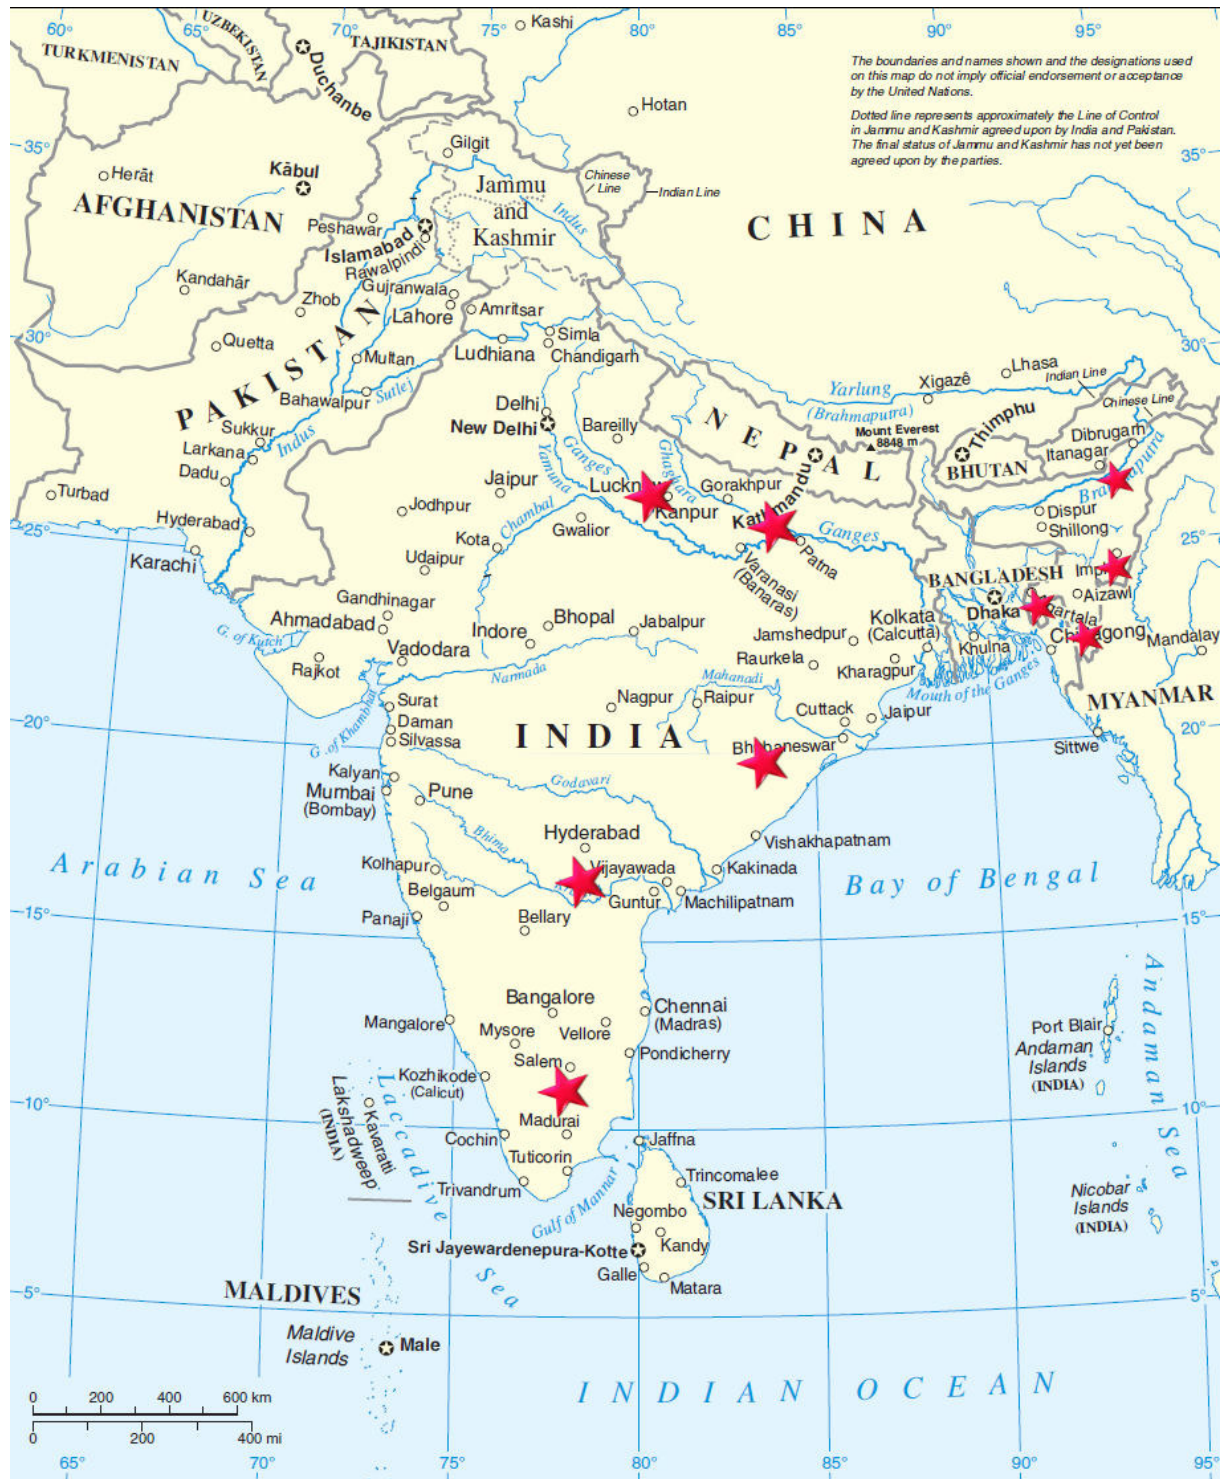 60°
70°
75°
80°
85°
90°
95°
Kashi
UZBEKISTAN
TAJIKISTAN
TURKMENISTAN
Duchanbe
The boundaries and names shown and the designations used
on this map do not imply official endorsement or acceptance
by the United Nations.
Dotted line represents approximately the Line of Control
in Jammu and Kashmir agreed upon by India and Pakistan.
The final status of Jammu and Kashmir has not yet been
agreed upon by the parties.
Hotan
35°
Gilgit
35°
Herāt
Kābul
Chinese
Line
Indian Line
Jammu
and
Kashmir
Indus
AFGHANISTAN
Peshawar
Islamabad
Rawalpindi
CHINA
Kandahār
Zhob
Gujranwala
Lahore
Amritsar
30°
Quetta
Multan
Ludhiana
Simla
Chandigarh
30°
PAKISTAN
Bahawalpur
Sutlej
Lhasa
Indian Line
Xigazê
Yarlung
(Brahmaputra)
Chinese Line
Sukkur
Indus
Larkana
Dadu
Delhi
New Delhi
Bareilly
NEPAL
Mount Everest
8848 m
Thimphu
BHUTAN
Dibrugarh
Itanagar
Turbad
Yamuna
Ganges
Ghaghara
Jaipur
Gorakhpur
Kathmandu
Kanpur
Jodhpur
Chambal
Gwalior
Dispur
Shillong
25°
Hyderabad
Karachi
Kota
Udaipur
Varanasi
(Banaras)
Patna
Ganges
25°
BANGLADESH
Dhaka
Aizawl
Gandhinagar
Ahmadabad
G. of Kutch
Bhopal
Indore
Jabalpur
Jamshedpur
Kolkata
(Calcutta)
Khulna
Mandalay
Rajkot
Vadodara
Raurkela
Kharagpur
Narmada
Mahanadi
Mouth of the Ganges
MYANMAR
Surat
Daman
Silvassa
G. of Khambhat
Nagpur
Raipur
Cuttack
Jaipur
20°
INDIA
Sittwe
20°
Kalyan
Mumbai
(Bombay)
Pune
Godavari
Bhima
Hyderabad
Vishakhapatnam
Arabian Sea
Kolhapur
Belgaum
Vijayawada
Kakinada
Bay of Bengal
15°
Panaji
Bellary
Guntur
Machilipatnam
15°
Bangalore
Chennai
(Madras)
Mangalore
Mysore
Vellore
Port Blair
Andaman
Islands
(INDIA)
Andaman Sea
Salem
Pondicherry
Kozhikode
(Calicut)
10°
Laccadive Sea
Kavaratti
Lakshadweep
(INDIA)
Madurai
10°
Cochin
Jaffna
Tuticorin
Trivandrum
Gulf of Mannar
Trincomalee
SRI LANKA
Nicobar
Islands
(INDIA)
Negombo
Kandy
Sri Jayewardenepura-Kotte
Galle
Matara
5°
MALDIVES
5°
Maldive
Islands
Male
INDIAN OCEAN
0 200 400 600 km
0 200 400 mi
65°
70°
75°
80°
85°
90°
95°